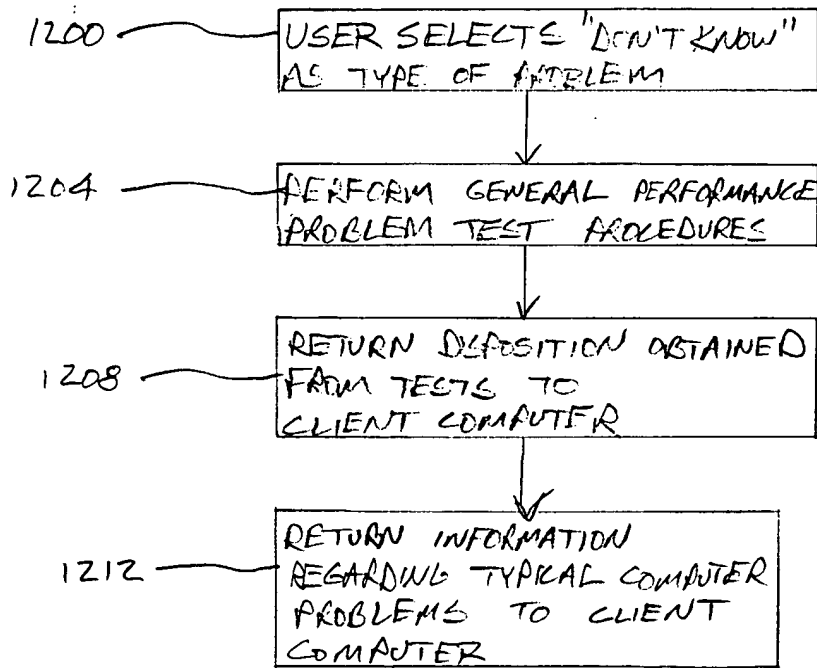 1200
USER SELECTS "DON'T KNOW"
AS TYPE OF PROBLEM
1204
PERFORM GENERAL PERFORMANCE
PROBLEM TEST PROCEDURES
1208
RETURN DISPOSITION OBTAINED
FROM TESTS TO
CLIENT COMPUTER
1212
RETURN INFORMATION
REGARDING TYPICAL COMPUTER
PROBLEMS TO CLIENT
COMPUTER